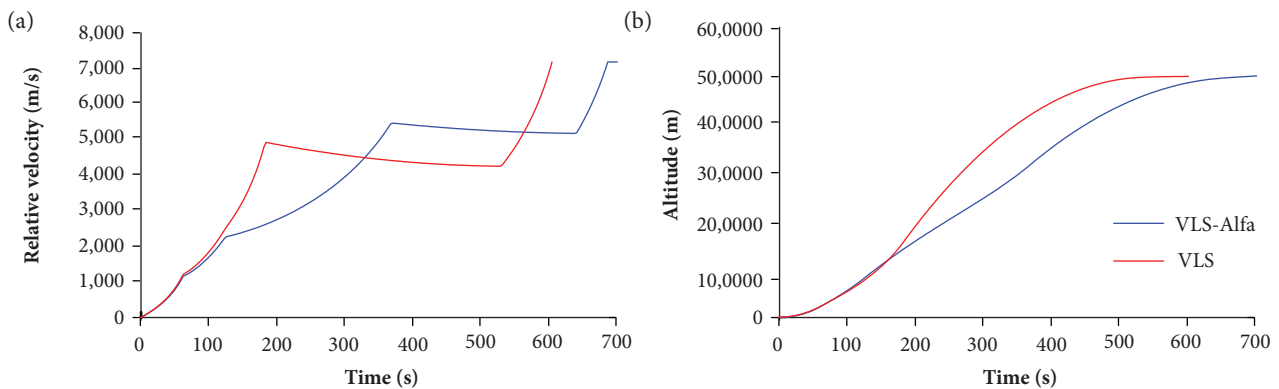 (a)
8,000
7,000
6,000
5,000
4,000
3,000
2,000
1,000
0
Relative velocity (m/s)
0 100 200 300 400 500 600 700
Time (s)
(b)
60,0000
50,0000
40,0000
30,0000
20,0000
10,0000
0
Altitude (m)
VLS-Alfa
VLS
0 100 200 300 400 500 600 700
Time (s)